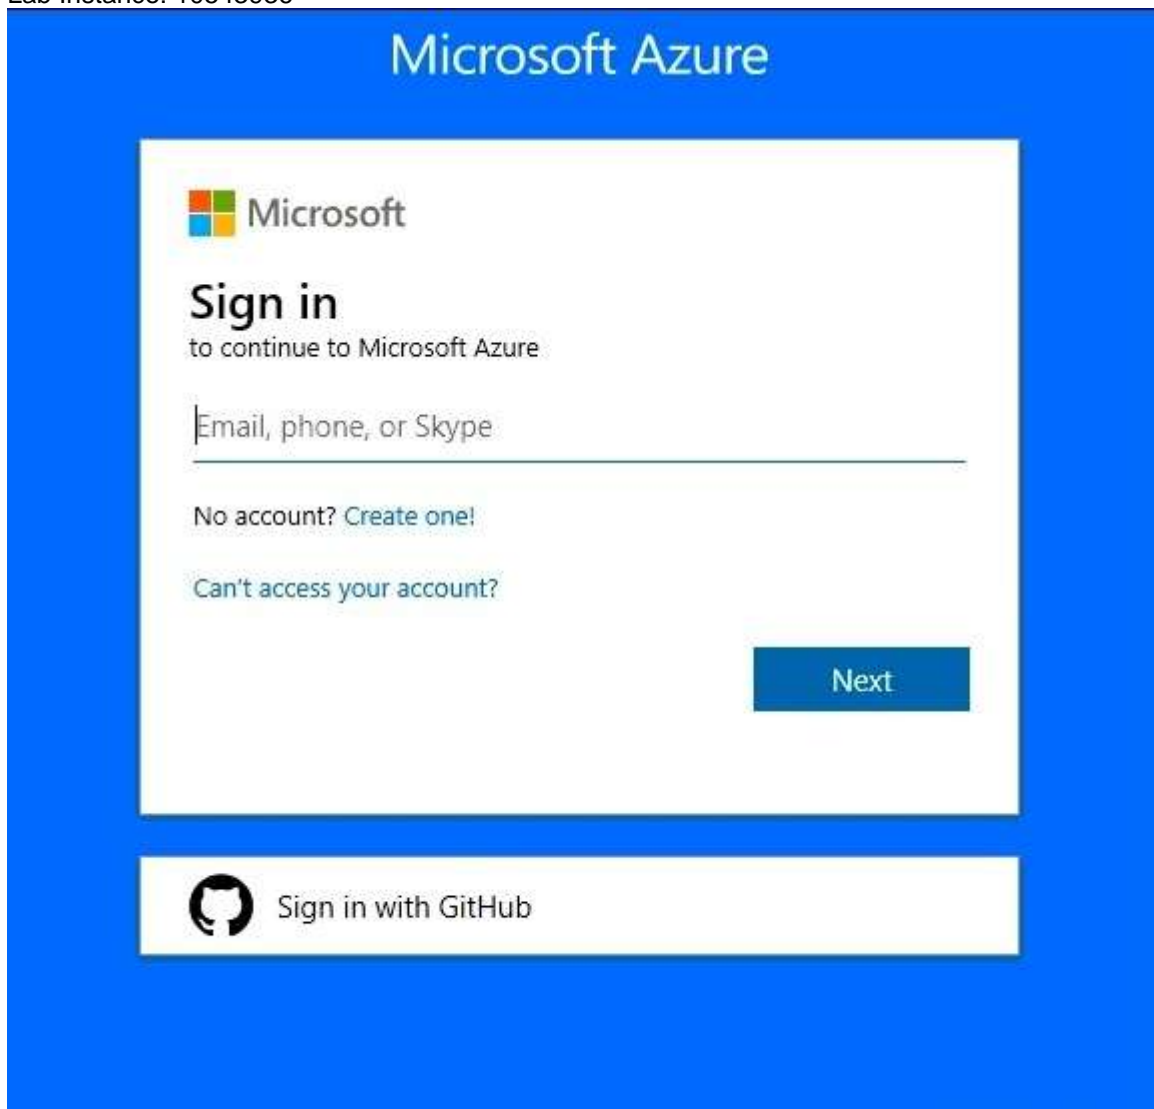 Microsoft Azure
Microsoft
Sign in
to continue to Microsoft Azure
Email, phone, or Skype
No account? Create one!
Can't access your account?
Next
Sign in with GitHub